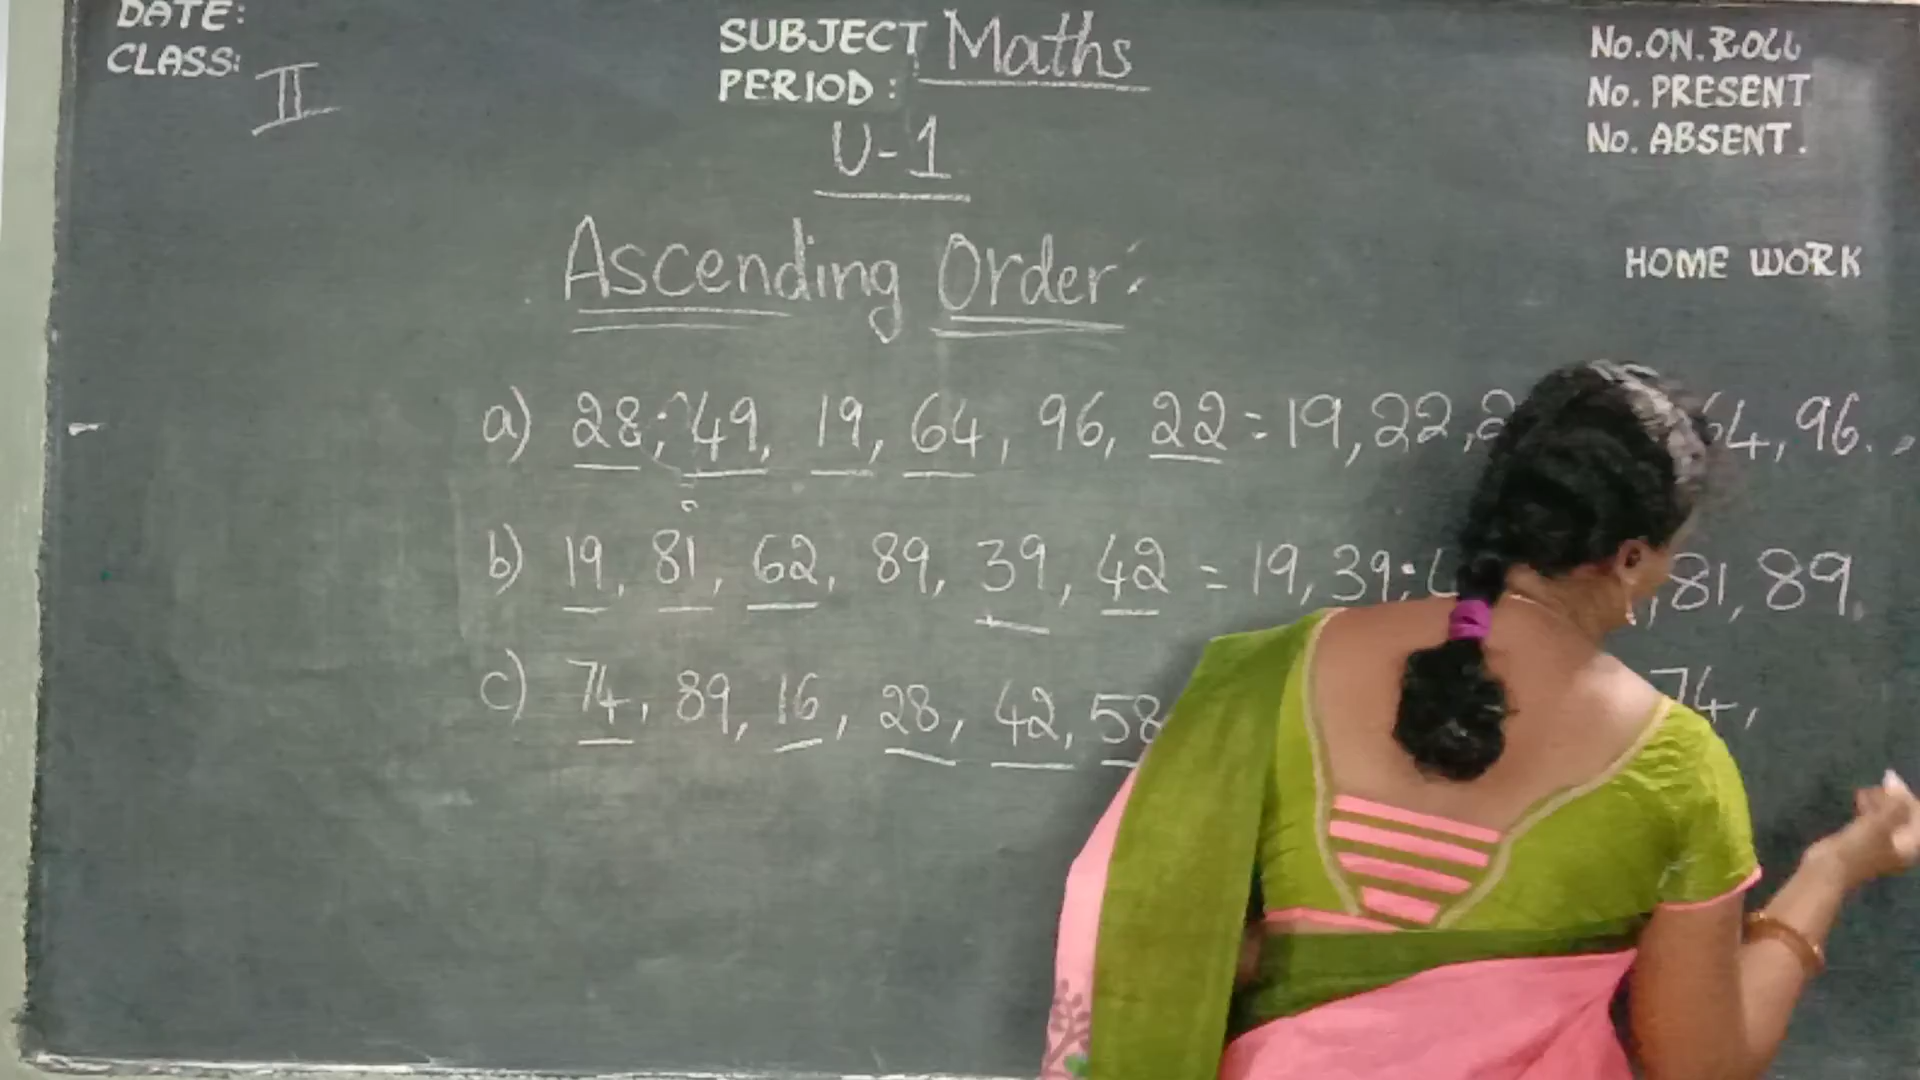 DATE:
CLASS: II
SUBJECT Maths
PERIOD:
No. ON. ROLL
No. PRESENT
No. ABSENT.
U-1
Ascending Order:
HOME WORK
a) 28, 49, 19, 64, 96, 22 = 19, 22, 4, 96.
b) 19, 81, 62, 89, 39, 42 = 19, 39, 81, 89.
c) 74, 89, 16, 28, 42, 58 74,